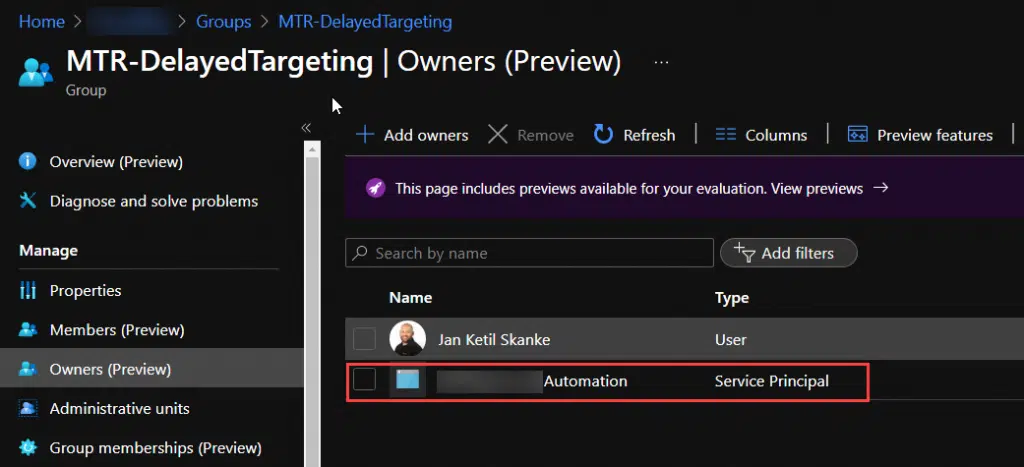 Home > > Groups > MTR-DelayedTargeting
MTR-DelayedTargeting | Owners (Preview) ...
Group
«
Add owners Remove Refresh | Columns | Preview features |
Overview (Preview)
Diagnose and solve problems
This page includes previews available for your evaluation. View previews →
Manage
Properties
Members (Preview)
Owners (Preview)
Administrative units
Group memberships (Preview)
Search by name Add filters
Name Type
Jan Ketil Skanke User
Automation Service Principal